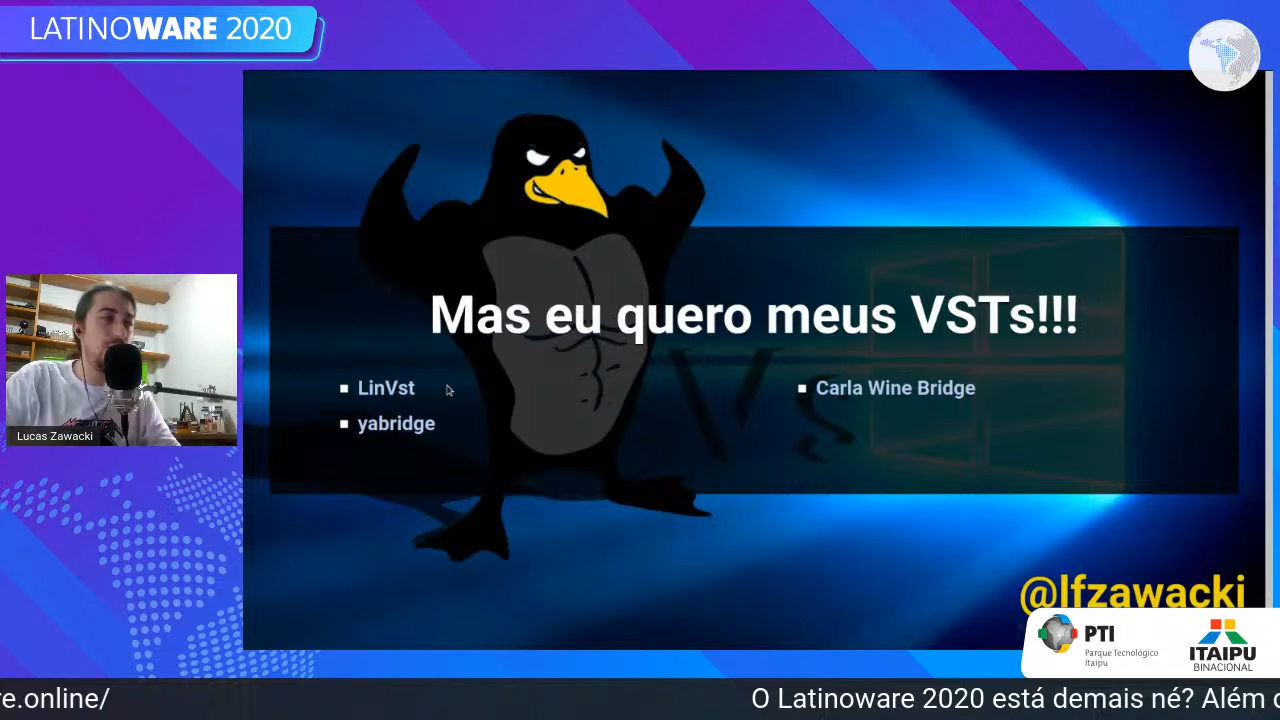 LATINOWARE 2020
Mas eu quero meus VSTs!!!
LinVst
yabridge
Carla Wine Bridge
Vs
Lucas Zawacki
@lfzawacki
PTI
Parque Tecnológico
Itaipu
ITAIPU
BINACIONAL
re.online/
O Latinoware 2020 está demais né? Além